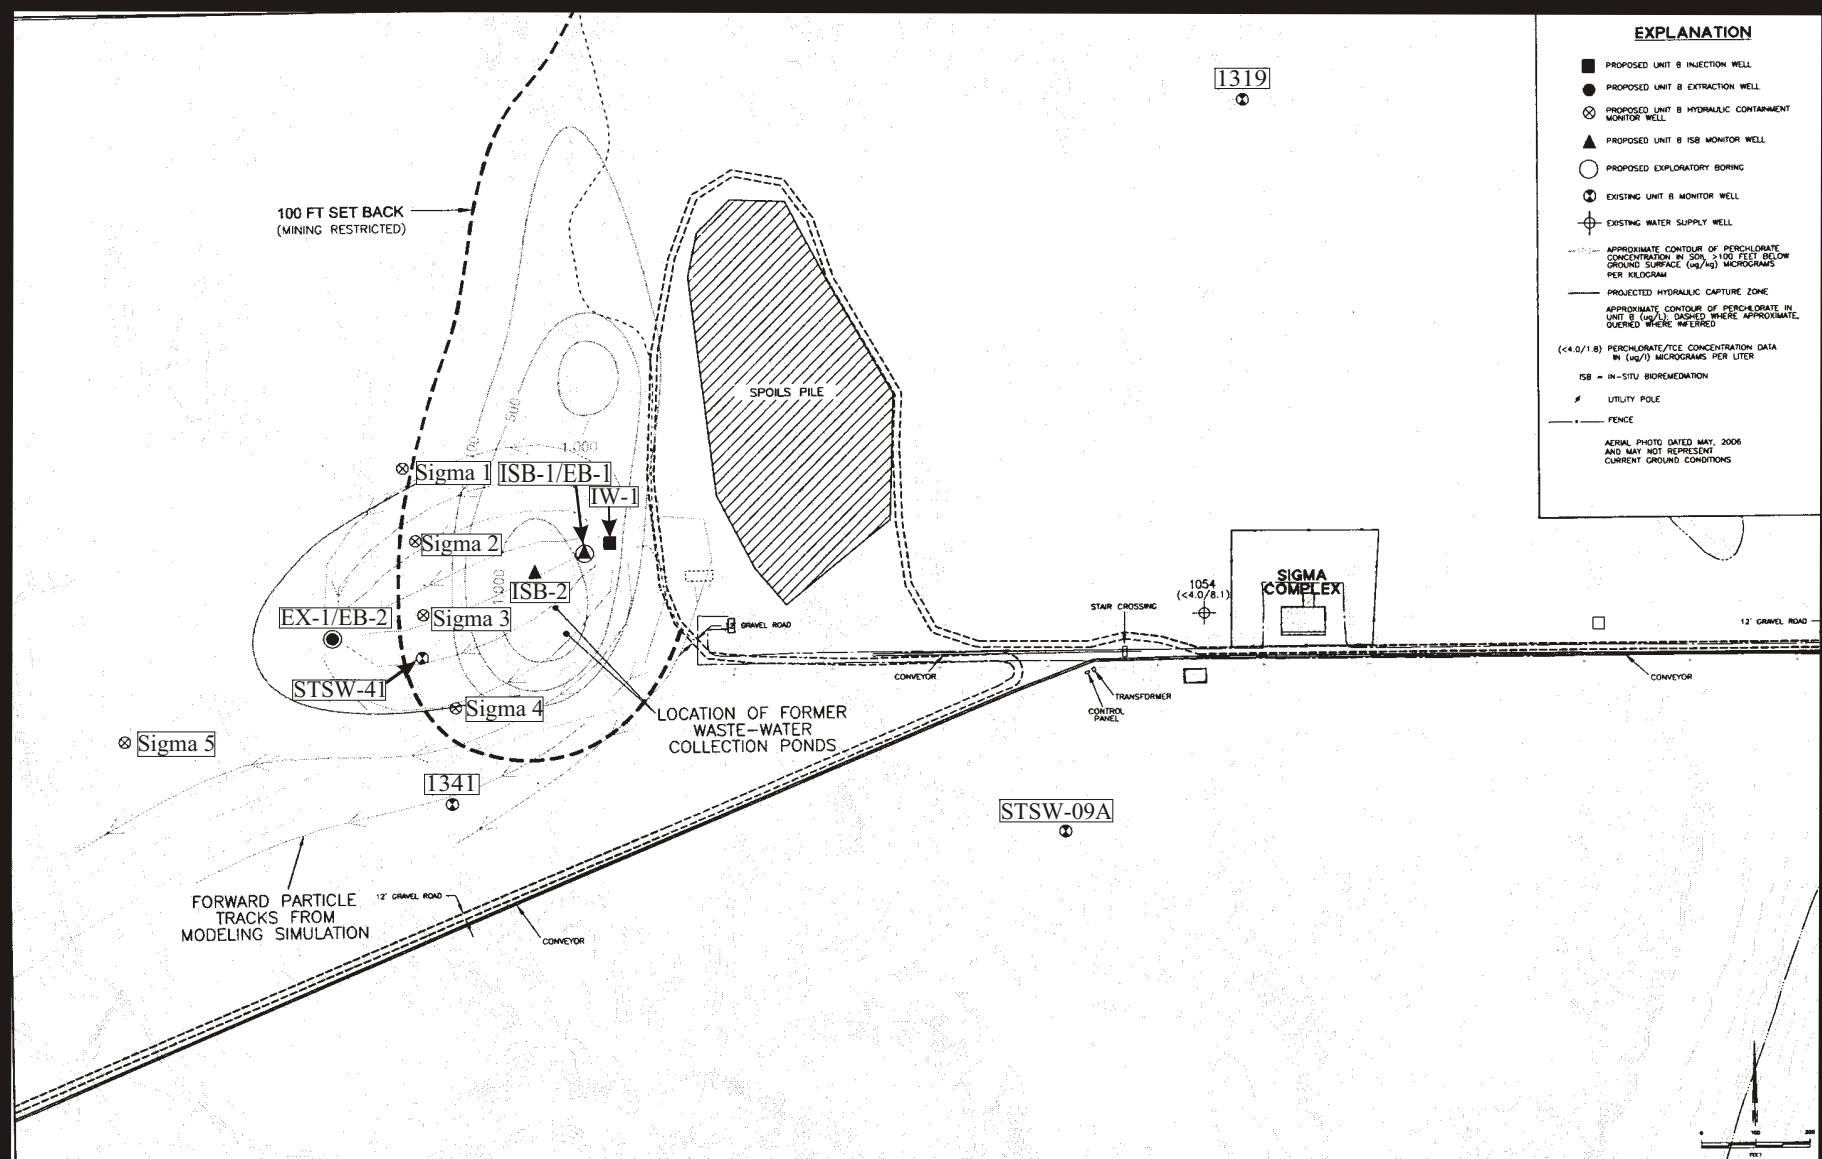 EXPLANATION
PROPOSED UNIT B INJECTION WELL
PROPOSED UNIT B EXTRACTION WELL
PROPOSED UNIT B HYDRAULIC CONTAINMENT
MONITOR WELL
PROPOSED UNIT B ISB MONITOR WELL
PROPOSED EXPLORATORY BORING
EXISTING UNIT B MONITOR WELL
EXISTING WATER SUPPLY WELL
APPROXIMATE CONTOUR OF PERCHLORATE
CONCENTRATION IN SOIL, >100 FEET BELOW
GROUND SURFACE (ug/kg) MICROGRAMS
PER KILOGRAM
PROJECTED HYDRAULIC CAPTURE ZONE
APPROXIMATE CONTOUR OF PERCHLORATE IN
UNIT B (ug/L); DASHED WHERE APPROXIMATE,
QUERIED WHERE INFERRED
(<4.0/1.8) PERCHLORATE/TCE CONCENTRATION DATA
IN (ug/l) MICROGRAMS PER LITER
ISB = IN-SITU BIOREMEDIATION
UTILITY POLE
FENCE
AERIAL PHOTO DATED MAY, 2006
AND MAY NOT REPRESENT
CURRENT GROUND CONDITIONS
1319
100 FT SET BACK
(MINING RESTRICTED)
SPOILS PILE
500
1,000
Sigma 1
ISB-1/EB-1
IW-1
Sigma 2
1,000
ISB-2
EX-1/EB-2
Sigma 3
STSW-41
Sigma 4
Sigma 5
1341
12' GRAVEL ROAD
1054
(<4.0/8.1)
SIGMA
COMPLEX
STAIR CROSSING
12' GRAVEL ROAD
CONVEYOR
CONVEYOR
TRANSFORMER
CONTROL
PANEL
LOCATION OF FORMER
WASTE-WATER
COLLECTION PONDS
STSW-09A
FORWARD PARTICLE
TRACKS FROM
MODELING SIMULATION
12' GRAVEL ROAD
CONVEYOR
0 100 200
FEET